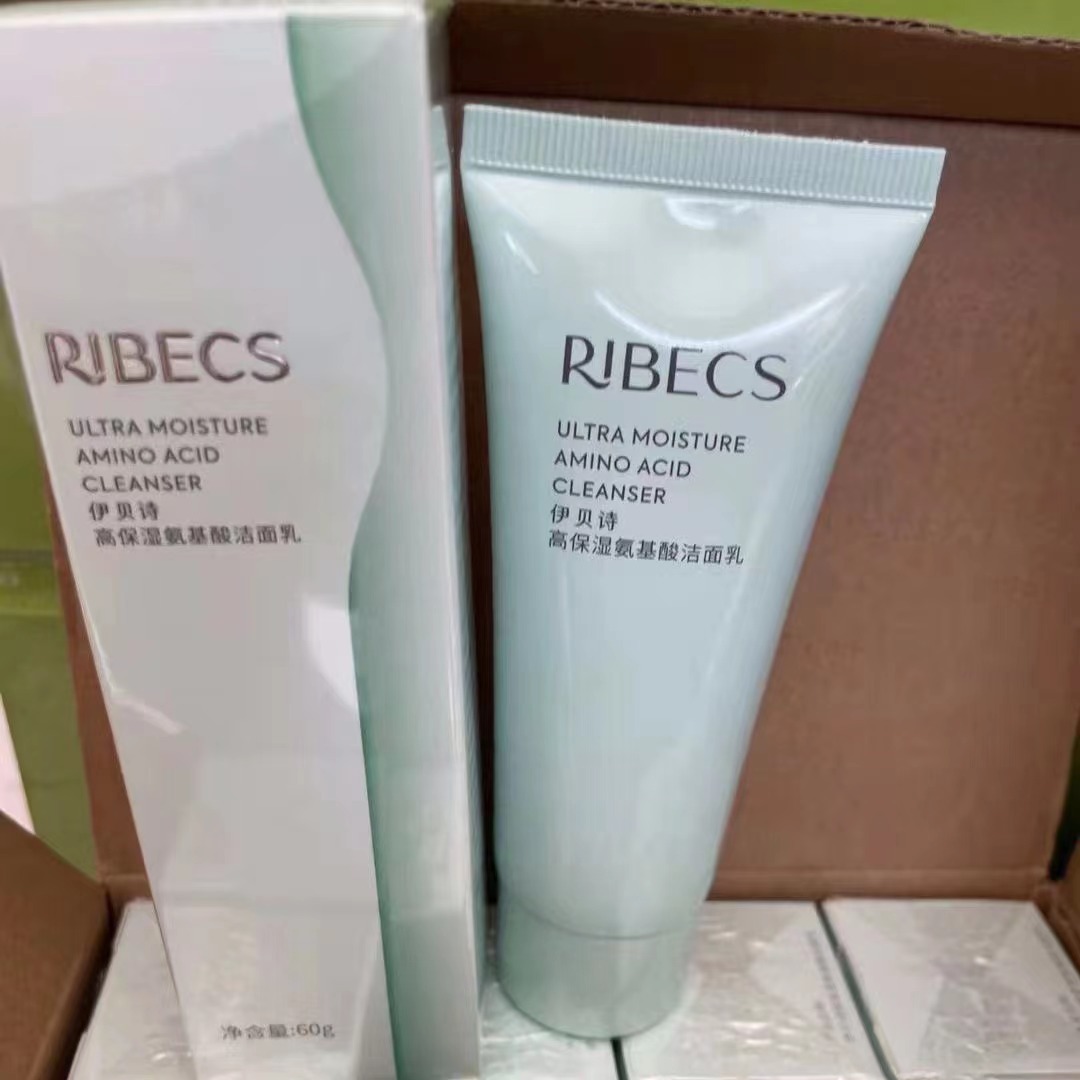 RIBECS
ULTRA MOISTURE
AMINO ACID
CLEANSER
伊贝诗
高保湿氨基酸洁面乳
净含量:60g
RIBECS
ULTRA MOISTURE
AMINO ACID
CLEANSER
伊贝诗
高保湿氨基酸洁面乳